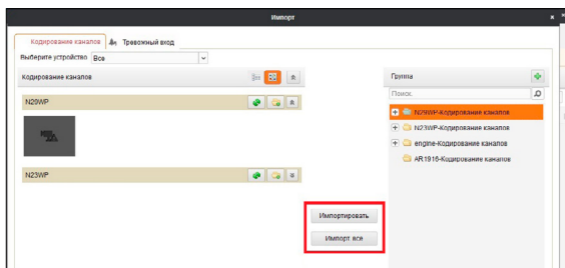 Импорт
Кодирование каналов Тревожный вход
Выберите устройство Все
Кодирование каналов
Группа
Поиск.
N29WP
N29WP-Кодирование каналов
N23WP-Кодирование каналов
engine-Кодирование каналов
AR1916-Кодирование каналов
N23WP
Импортировать
Импорт все